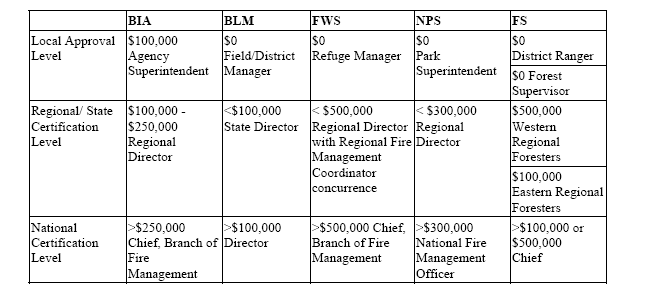 BIA BLM FWS NPS FS
Local Approval Level
$100,000 Agency Superintendent
$0 Field/District Manager
$0 Refuge Manager
$0 Park Superintendent
$0 District Ranger
$0 Forest Supervisor
Regional/ State Certification Level
$100,000 - $250,000 Regional Director
<$100,000 State Director
< $500,000 Regional Director with Regional Fire Management Coordinator concurrence
< $300,000 Regional Director
$500,000 Western Regional Foresters
$100,000 Eastern Regional Foresters
National Certification Level
>$250,000 Chief, Branch of Fire Management
>$100,000 Director
>$500,000 Chief, Branch of Fire Management
>$300,000 National Fire Management Officer
>$100,000 or $500,000 Chief